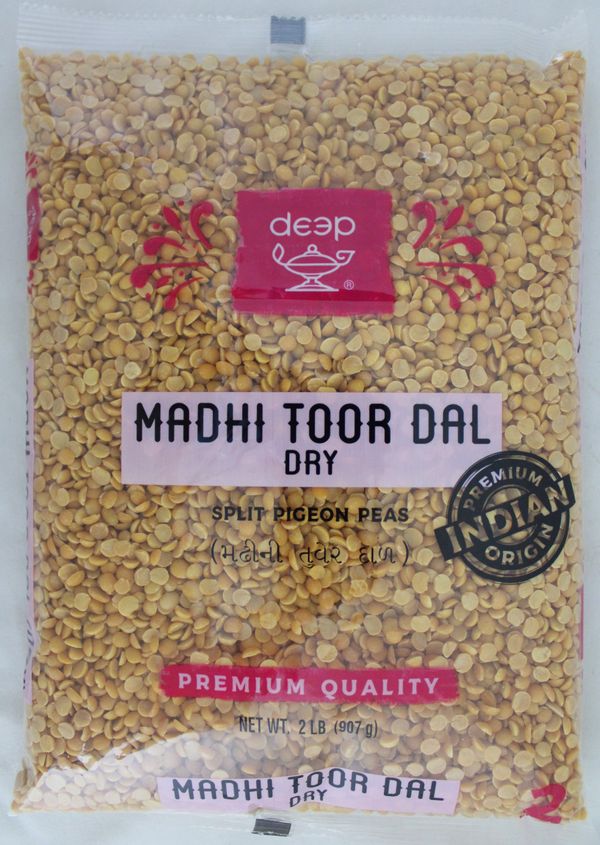 deep
®
MADHI TOOR DAL
DRY
SPLIT PIGEON PEAS
(મઢીની તુવેર દાળ)
PREMIUM
INDIAN
ORIGIN
PREMIUM QUALITY
NET WT. 2 LB (907 g)
MADHI TOOR DAL
DRY
2